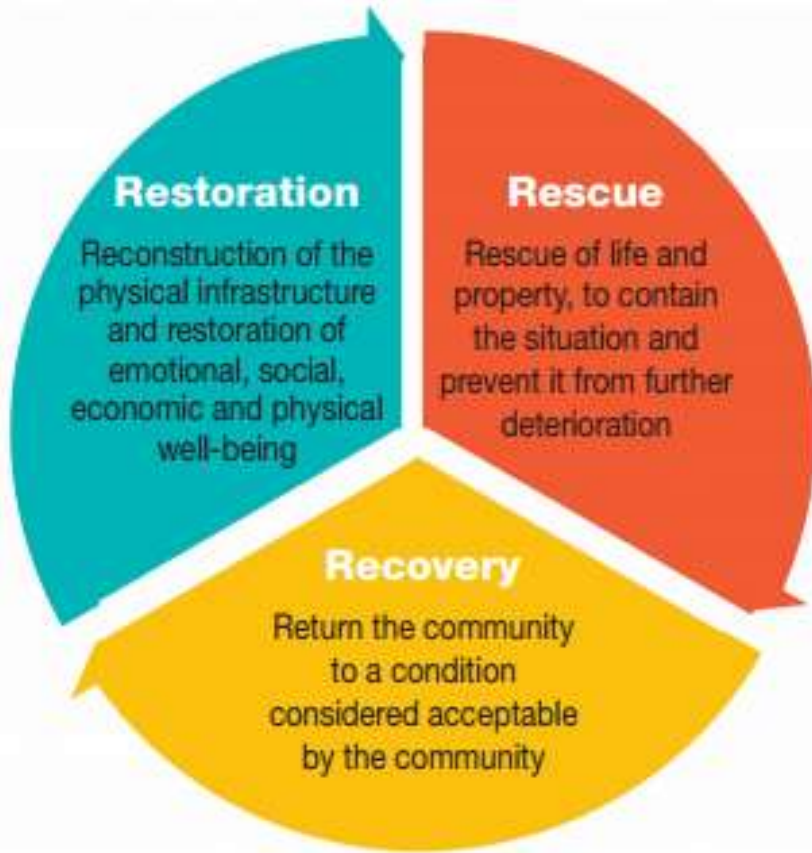 Restoration
Reconstruction of the
physical infrastructure
and restoration of
emotional, social,
economic and physical
well-being
Rescue
Rescue of life and
property, to contain
the situation and
prevent it from further
deterioration
Recovery
Return the community
to a condition
considered acceptable
by the community